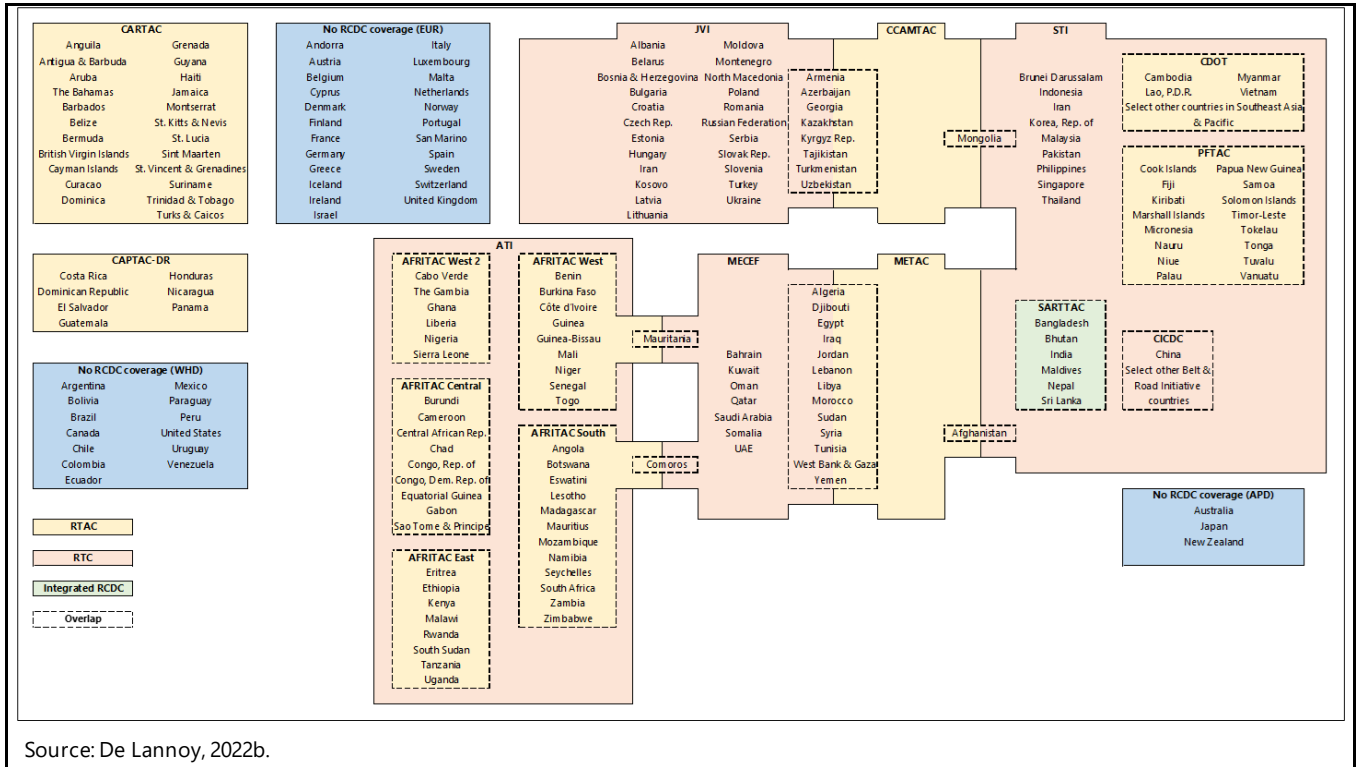 CARTAC
Anguila
Antigua & Barbuda
Aruba
The Bahamas
Barbados
Belize
Bermuda
British Virgin Islands
Cayman Islands
Curacao
Dominica
Grenada
Guyana
Haiti
Jamaica
Montserrat
St. Kitts & Nevis
St. Lucia
Sint Maarten
St. Vincent & Grenadines
Suriname
Trinidad & Tobago
Turks & Caicos
No RCDC coverage (EUR)
Andorra
Austria
Belgium
Cyprus
Denmark
Finland
France
Germany
Greece
Iceland
Ireland
Israel
Italy
Luxembourg
Malta
Netherlands
Norway
Portugal
San Marino
Spain
Sweden
Switzerland
United Kingdom
JVI
Albania
Belarus
Bosnia & Herzegovina
Bulgaria
Croatia
Czech Rep.
Estonia
Hungary
Iran
Kosovo
Latvia
Lithuania
Moldova
Montenegro
North Macedonia
Poland
Romania
Russian Federation
Serbia
Slovak Rep.
Slovenia
Turkey
Ukraine
Armenia
Azerbaijan
Georgia
Kazakhstan
Kyrgyz Rep.
Tajikistan
Turkmenistan
Uzbekistan
CCAMTAC
Mongolia
STI
Brunei Darussalam
Indonesia
Iran
Korea, Rep. of
Malaysia
Pakistan
Philippines
Singapore
Thailand
CDOT
Cambodia
Myanmar
Lao, P.D.R.
Vietnam
Select other countries in Southeast Asia
& Pacific
PFTAC
Cook Islands
Fiji
Kiribati
Marshall Islands
Micronesia
Nauru
Niue
Palau
Papua New Guinea
Samoa
Solomon Islands
Timor-Leste
Tokelau
Tonga
Tuvalu
Vanuatu
CAPTAC-DR
Costa Rica
Dominican Republic
El Salvador
Guatemala
Honduras
Nicaragua
Panama
No RCDC coverage (WHD)
Argentina
Bolivia
Brazil
Canada
Chile
Colombia
Ecuador
Mexico
Paraguay
Peru
United States
Uruguay
Venezuela
ATI
AFRITAC West 2
Cabo Verde
The Gambia
Ghana
Liberia
Nigeria
Sierra Leone
AFRITAC Central
Burundi
Cameroon
Central African Rep.
Chad
Congo, Rep. of
Congo, Dem. Rep. of
Equatorial Guinea
Gabon
Sao Tome & Principe
AFRITAC East
Eritrea
Ethiopia
Kenya
Malawi
Rwanda
South Sudan
Tanzania
Uganda
AFRITAC West
Benin
Burkina Faso
Côte d'Ivoire
Guinea
Guinea-Bissau
Mali
Niger
Senegal
Togo
AFRITAC South
Angola
Botswana
Eswatini
Lesotho
Madagascar
Mauritius
Mozambique
Namibia
Seychelles
South Africa
Zambia
Zimbabwe
Mauritania
Comoros
MECEF
Bahrain
Kuwait
Oman
Qatar
Saudi Arabia
Somalia
UAE
METAC
Algeria
Djibouti
Egypt
Iraq
Jordan
Lebanon
Libya
Morocco
Sudan
Syria
Tunisia
West Bank & Gaza
Yemen
Afghanistan
SARTTAC
Bangladesh
Bhutan
India
Maldives
Nepal
Sri Lanka
CICDC
China
Select other Belt &
Road Initiative
countries
No RCDC coverage (APD)
Australia
Japan
New Zealand
RTAC
RTC
Integrated RCDC
Overlap
Source: De Lannoy, 2022b.